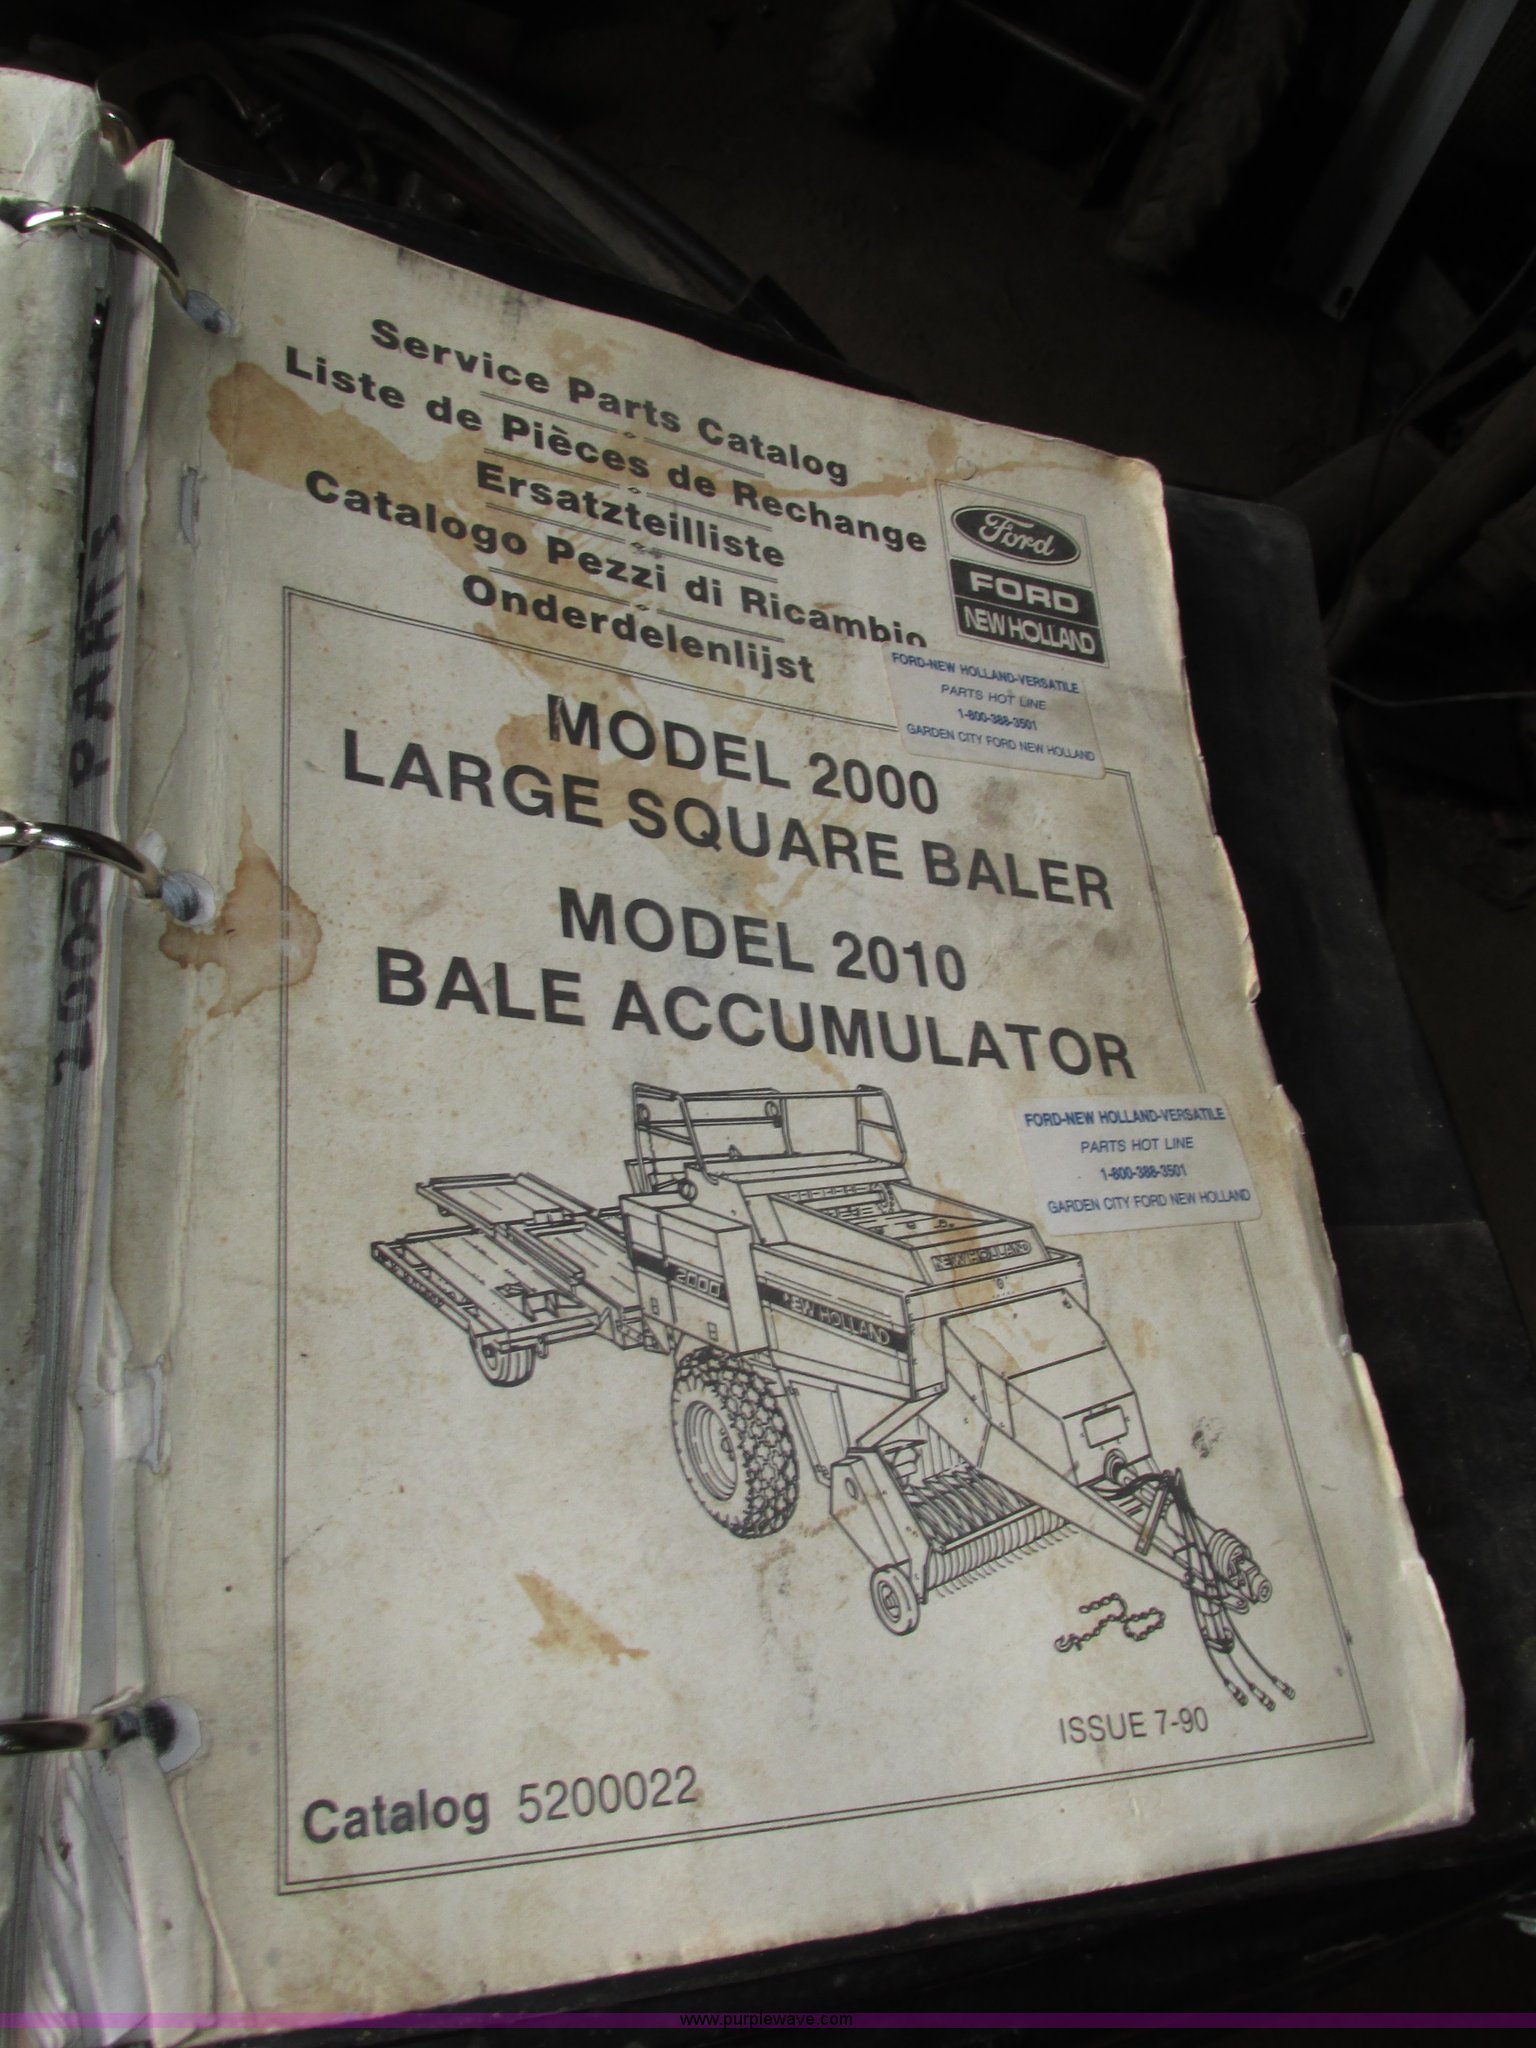 Service Parts Catalog
Liste de Pièces de Rechange
Ersatzteilliste
Catalogo Pezzi di Ricambio
Onderdelenlijst
Ford
FORD
NEW HOLLAND
FORD-NEW HOLLAND-VERSATILE
PARTS HOT LINE
1-800-388-3501
GARDEN CITY FORD NEW HOLLAND
MODEL 2000
LARGE SQUARE BALER
MODEL 2010
BALE ACCUMULATOR
FORD-NEW HOLLAND-VERSATILE
PARTS HOT LINE
1-800-388-3501
GARDEN CITY FORD NEW HOLLAND
NEW HOLLAND
2000
NEW HOLLAND
ISSUE 7-90
Catalog 5200022
2000 PARTS
www.purplewave.com